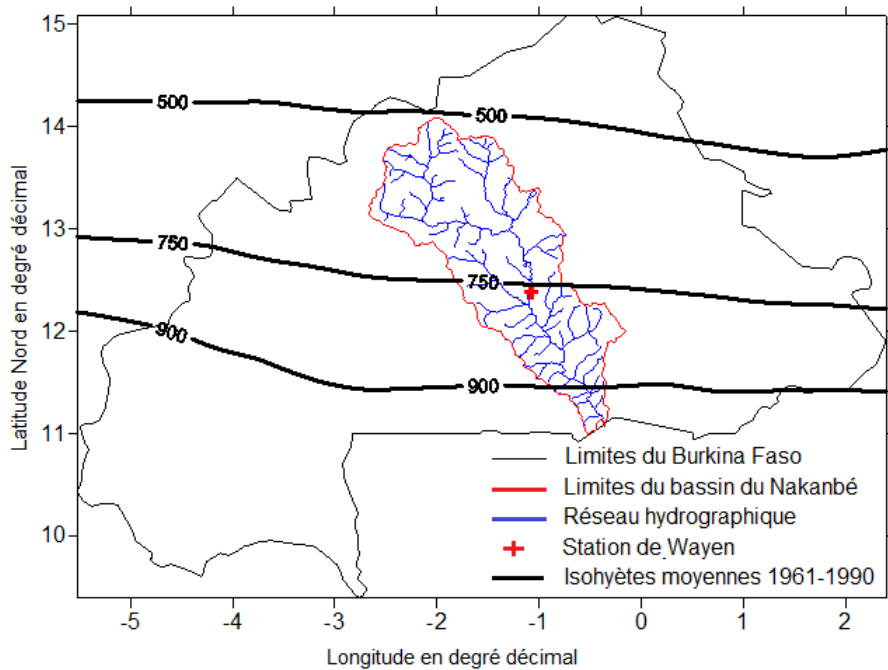 15
14
13
12
11
10
Latitude Nord en degré décimal
500
500
750
750
900
900
Limites du Burkina Faso
Limites du bassin du Nakanbé
Réseau hydrographique
Station de Wayen
Isohyètes moyennes 1961-1990
-5 -4 -3 -2 -1 0 1 2
Longitude en degré décimal